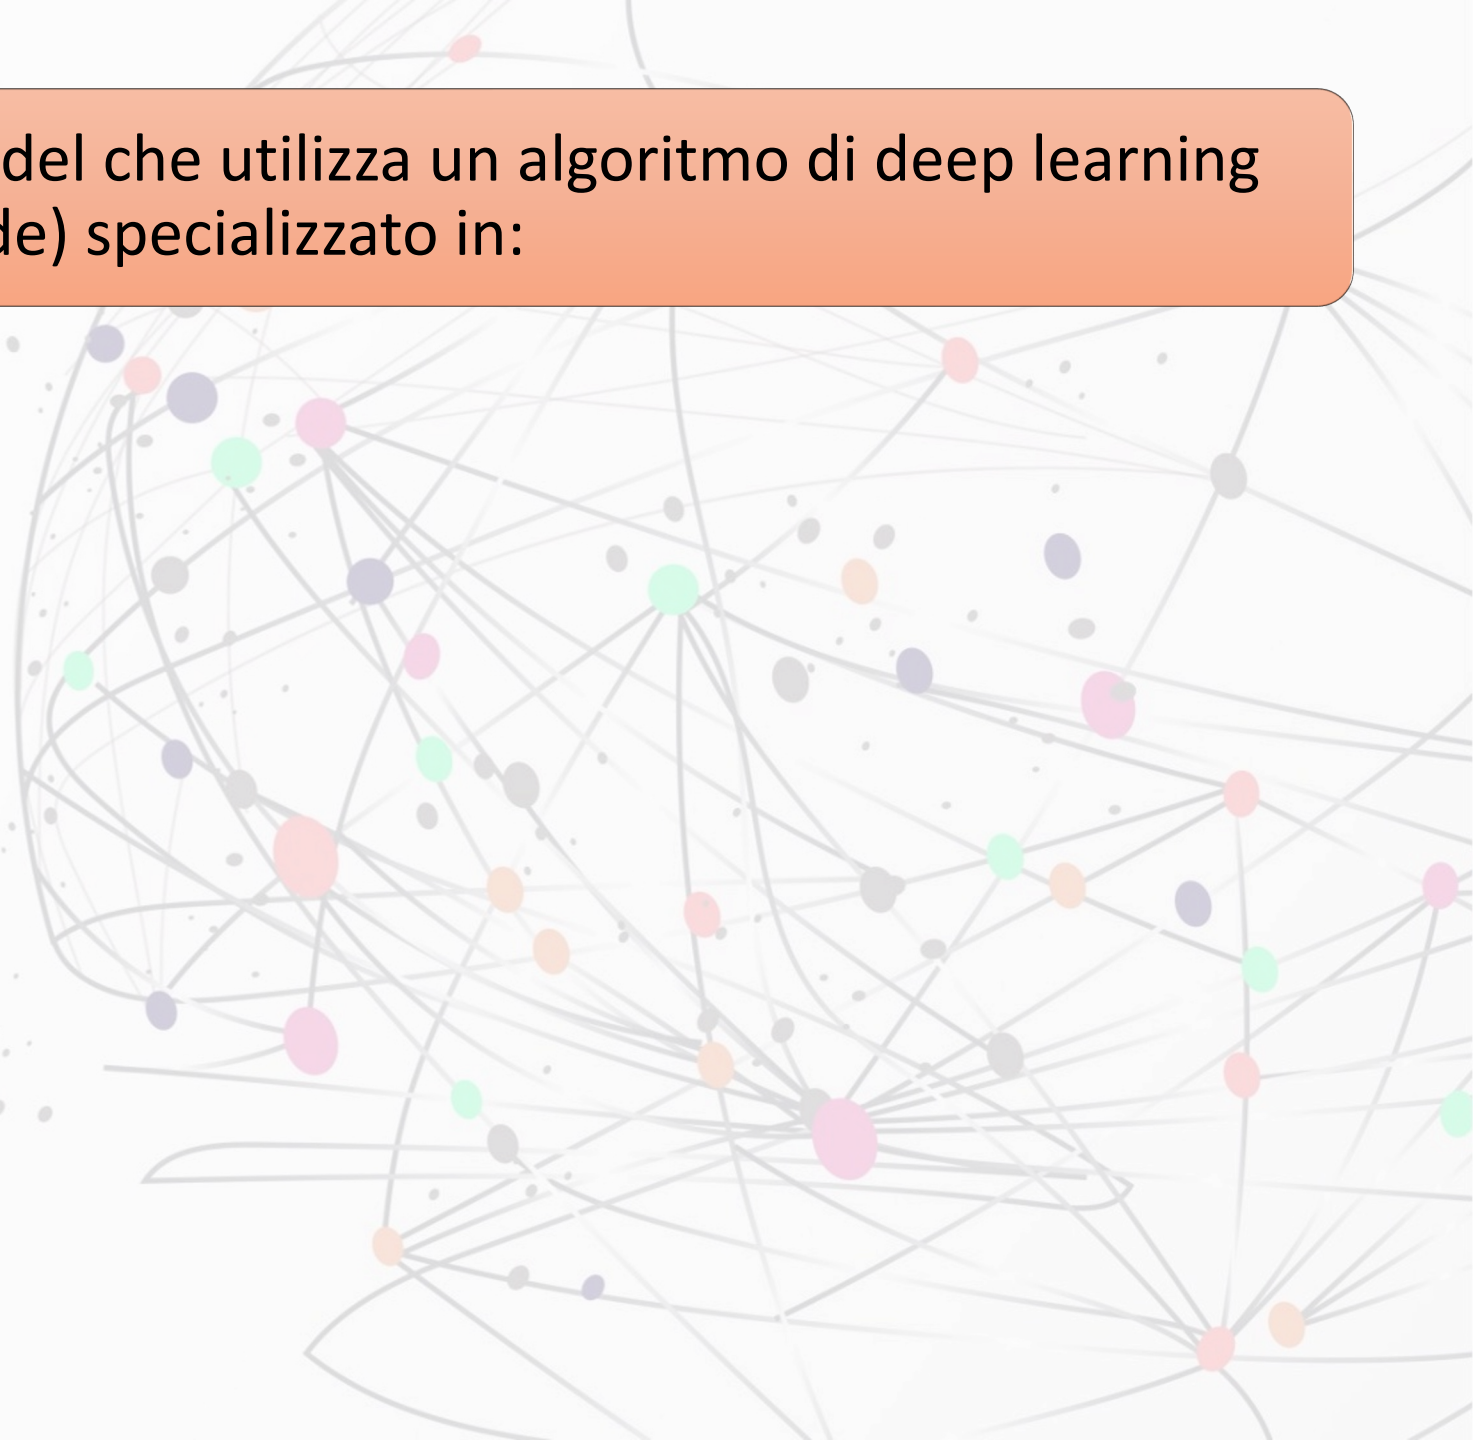 del che utilizza un algoritmo di deep learning
de) specializzato in: